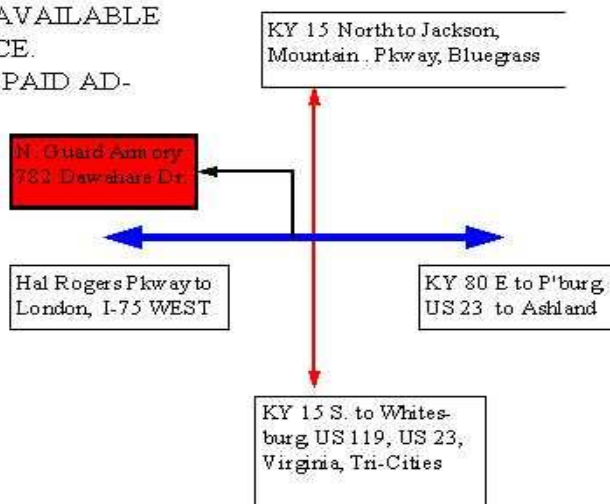 AVAILABLE
CE.
PAID AD-
KY 15 North to Jackson,
Mountain . Pkway, Bluegrass
N. Guard Armory
782 Dawahare Dr.
Hal Rogers Pkway to
London, I-75 WEST
KY 80 E to P'burg
US 23 to Ashland
KY 15 S. to Whites-
burg, US 119, US 23,
Virginia, Tri-Cities